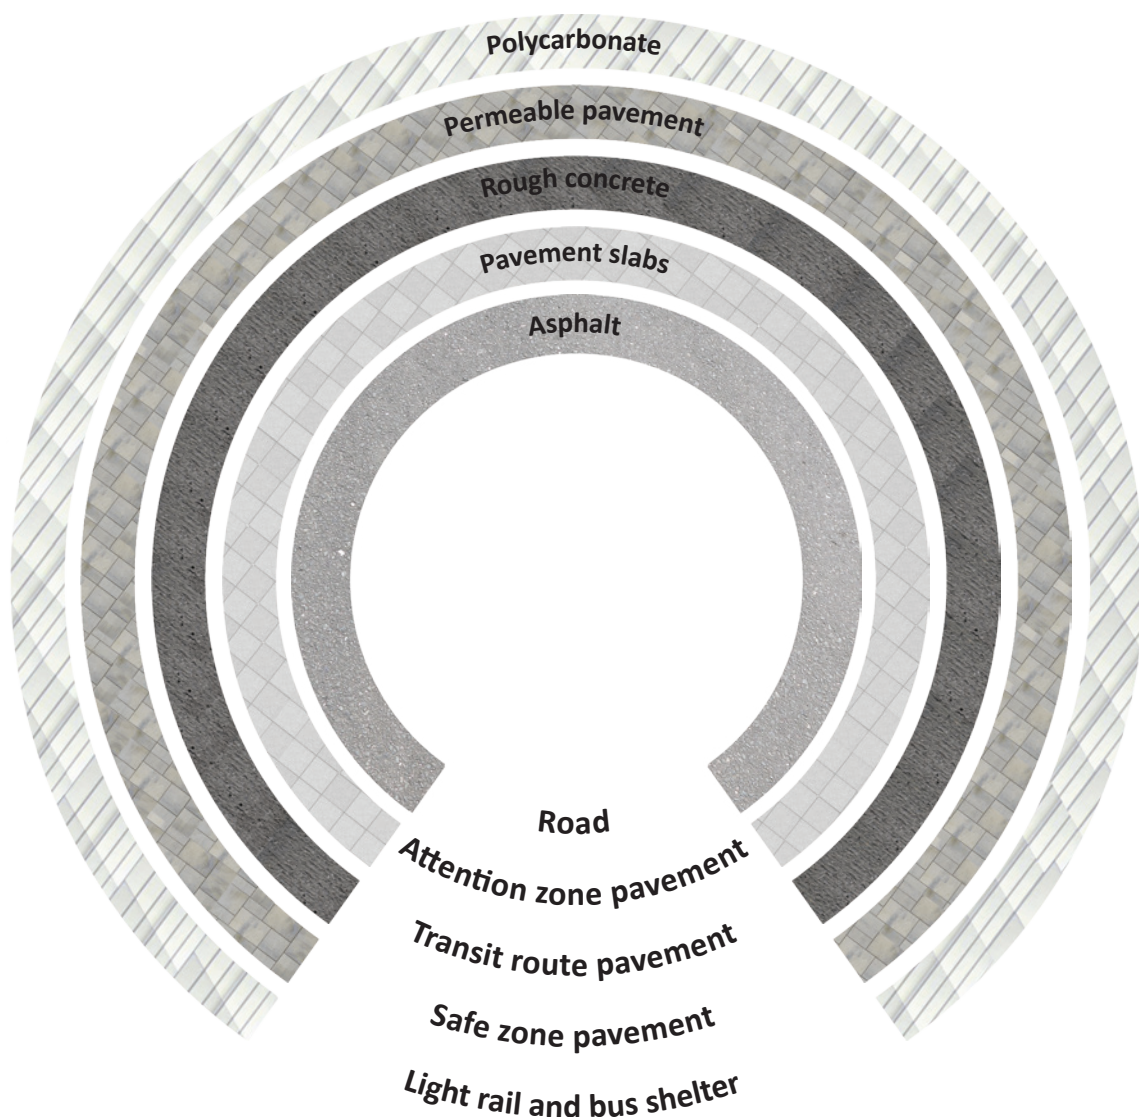 Polycarbonate
Permeable pavement
Rough concrete
Pavement slabs
Asphalt
Road
Attention zone pavement
Transit route pavement
Safe zone pavement
Light rail and bus shelter